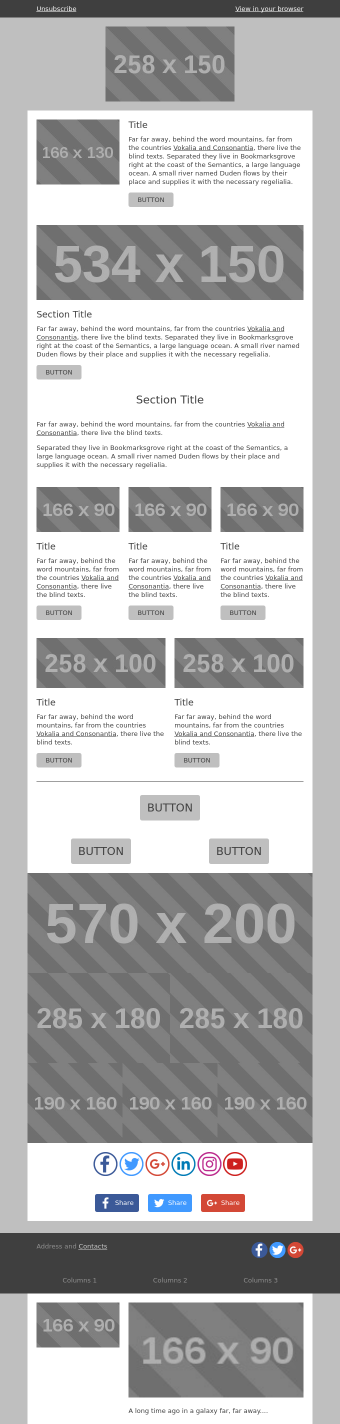 Unsubscribe
View in your browser
258 x 150
166 x 130
Title
Far far away, behind the word mountains, far from
the countries Vokalia and Consonantia, there live the
blind texts. Separated they live in Bookmarksgrove
right at the coast of the Semantics, a large language
ocean. A small river named Duden flows by their
place and supplies it with the necessary regelialia.
BUTTON
534 x 150
Section Title
Far far away, behind the word mountains, far from the countries Vokalia and
Consonantia, there live the blind texts. Separated they live in Bookmarksgrove
right at the coast of the Semantics, a large language ocean. A small river named
Duden flows by their place and supplies it with the necessary regelialia.
BUTTON
Section Title
Far far away, behind the word mountains, far from the countries Vokalia and
Consonantia, there live the blind texts.
Separated they live in Bookmarksgrove right at the coast of the Semantics, a
large language ocean. A small river named Duden flows by their place and
supplies it with the necessary regelialia.
166 x 90
166 x 90
166 x 90
Title
Far far away, behind the
word mountains, far from
the countries Vokalia and
Consonantia, there live
the blind texts.
BUTTON
Title
Far far away, behind the
word mountains, far from
the countries Vokalia and
Consonantia, there live
the blind texts.
BUTTON
Title
Far far away, behind the
word mountains, far from
the countries Vokalia and
Consonantia, there live
the blind texts.
BUTTON
258 x 100
258 x 100
Title
Far far away, behind the word
mountains, far from the countries
Vokalia and Consonantia, there live the
blind texts.
BUTTON
Title
Far far away, behind the word
mountains, far from the countries
Vokalia and Consonantia, there live the
blind texts.
BUTTON
BUTTON
BUTTON
BUTTON
570 x 200
285 x 180
285 x 180
190 x 160
190 x 160
190 x 160
Share
Share
G+ Share
Address and Contacts
Columns 1
Columns 2
Columns 3
166 x 90
166 x 90
A long time ago in a galaxy far, far away....